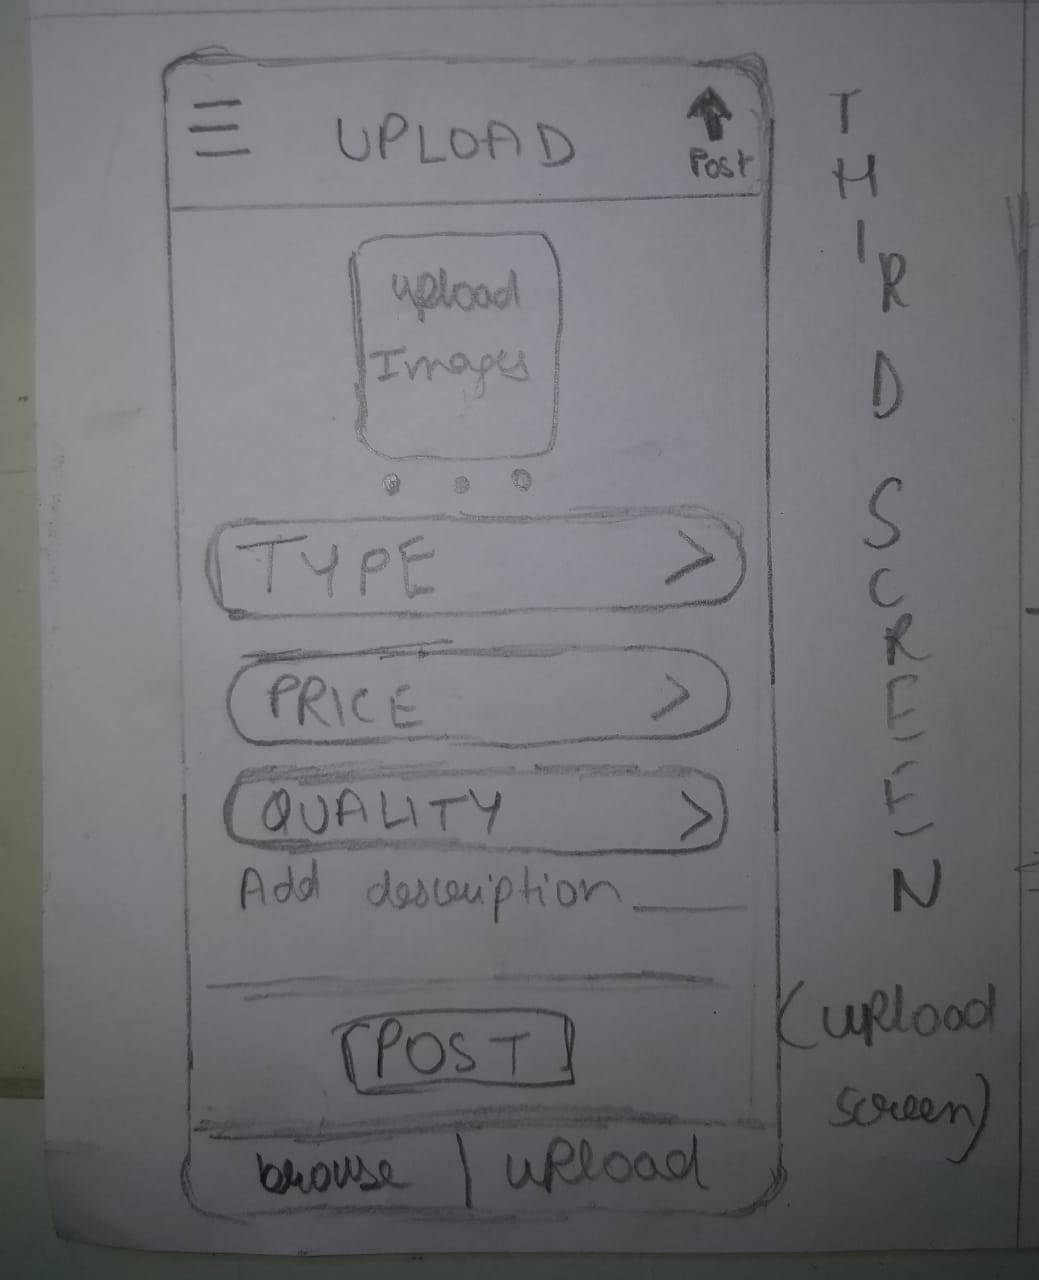 UPLOAD
Post
upload
Images
TYPE >
PRICE >
QUALITY >
Add description
POST
browse | upload
THIRD
SCREEN
(upload
screen)